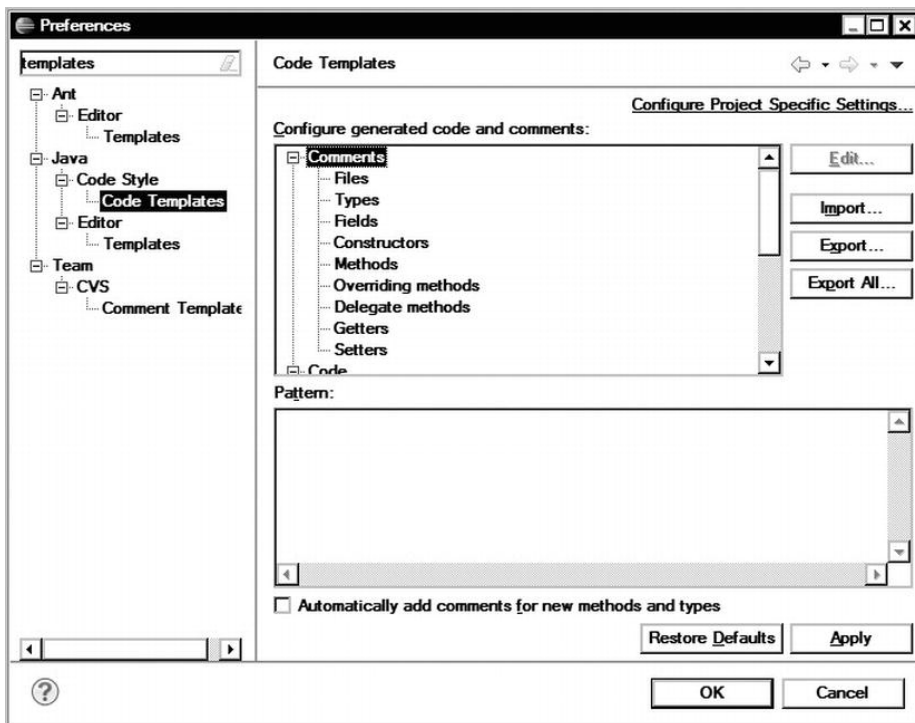 Preferences
templates
Ant
Editor
Templates
Java
Code Style
Code Templates
Editor
Templates
Team
CVS
Comment Template
Code Templates
Configure Project Specific Settings...
Configure generated code and comments:
Comments
Files
Types
Fields
Constructors
Methods
Overriding methods
Delegate methods
Getters
Setters
Code
Edit...
Import...
Export...
Export All...
Pattern:
Automatically add comments for new methods and types
Restore Defaults
Apply
?
OK
Cancel